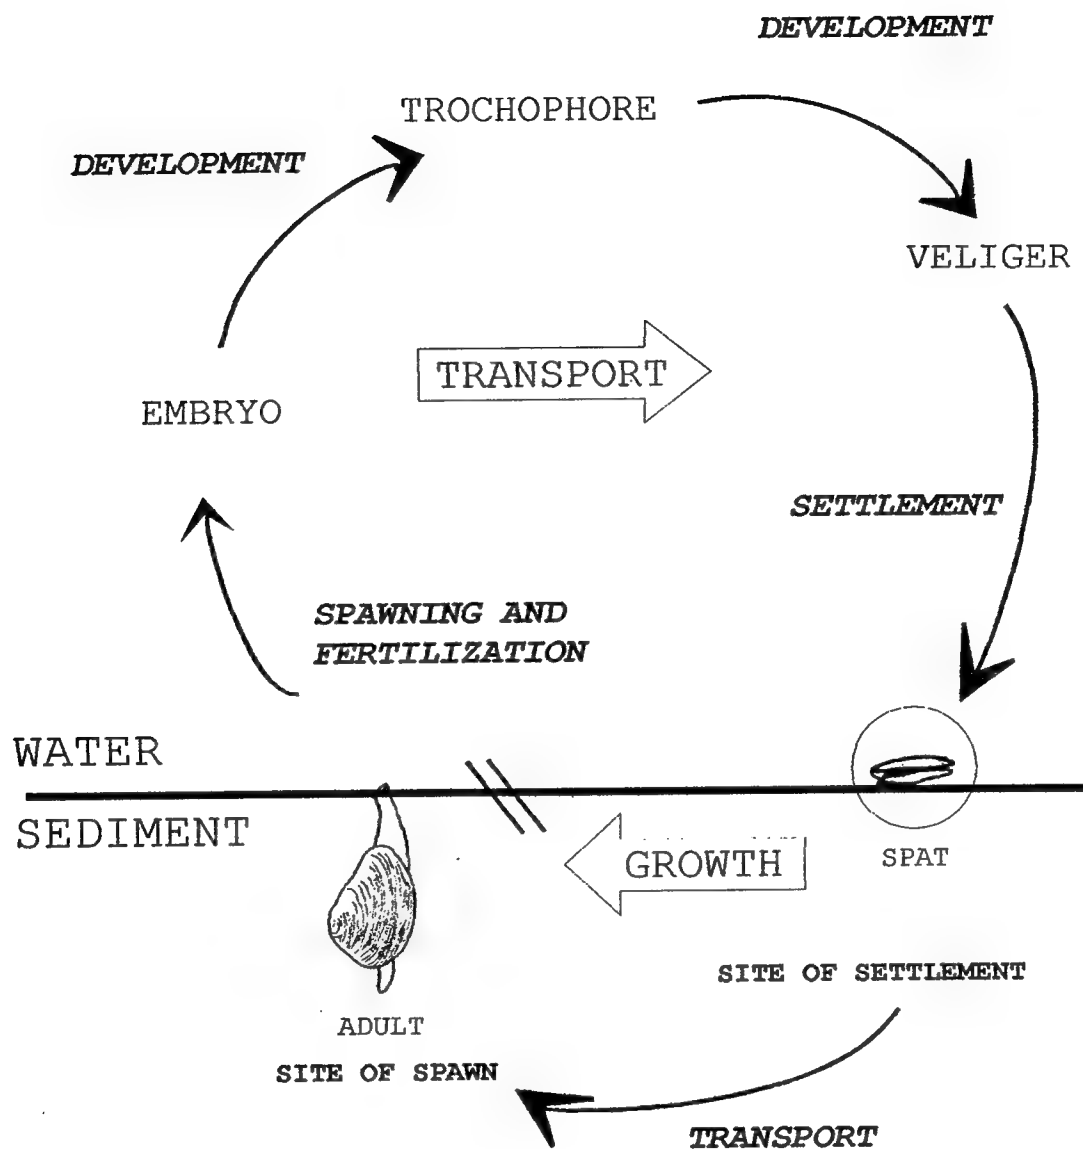 DEVELOPMENT
TROCHOPHORE
DEVELOPMENT
VELIGER
TRANSPORT
EMBRYO
SETTLEMENT
SPAWNING AND
FERTILIZATION
WATER
SEDIMENT
GROWTH
SPAT
SITE OF SETTLEMENT
ADULT
SITE OF SPAWN
TRANSPORT